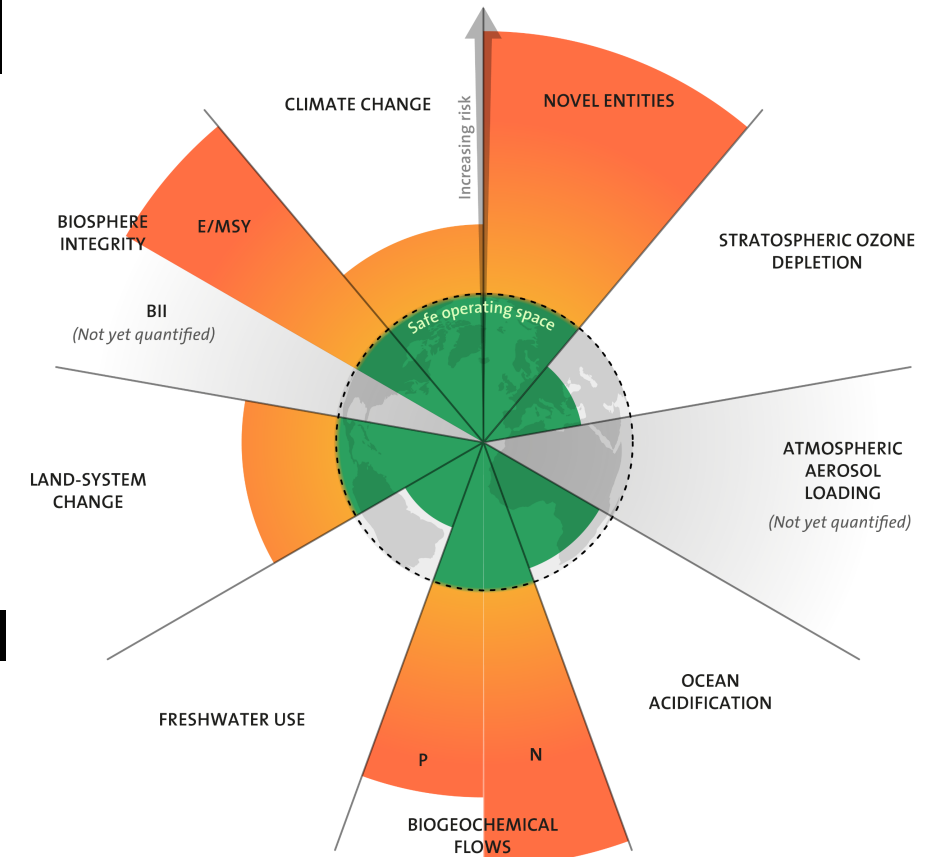 CLIMATE CHANGE
Increasing risk
NOVEL ENTITIES
BIOSPHERE
INTEGRITY
E/MSY
STRATOSPHERIC OZONE
DEPLETION
BII
(Not yet quantified)
Safe operating space
LAND-SYSTEM
CHANGE
ATMOSPHERIC
AEROSOL
LOADING
(Not yet quantified)
FRESHWATER USE
OCEAN
ACIDIFICATION
P
N
BIOGEOCHEMICAL
FLOWS